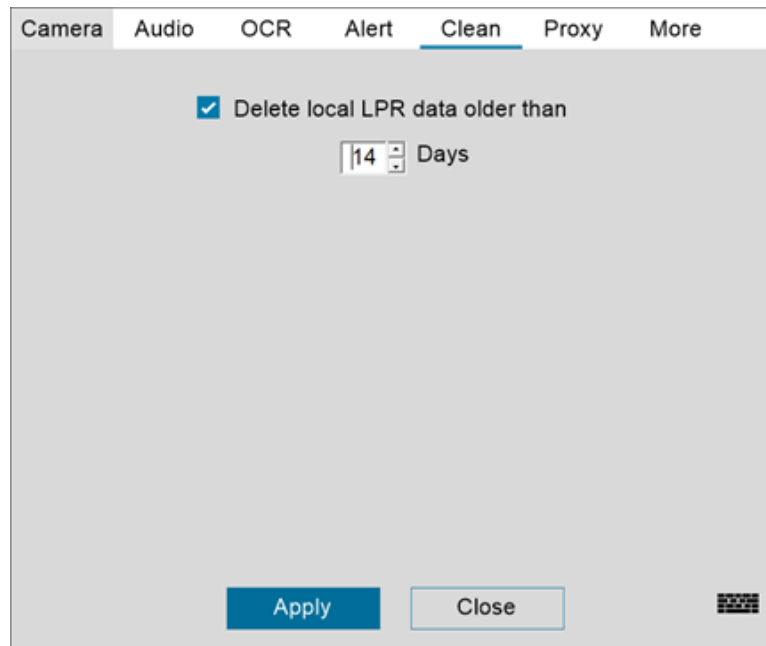 Camera Audio OCR Alert Clean Proxy More
Delete local LPR data older than
14 Days
Apply Close